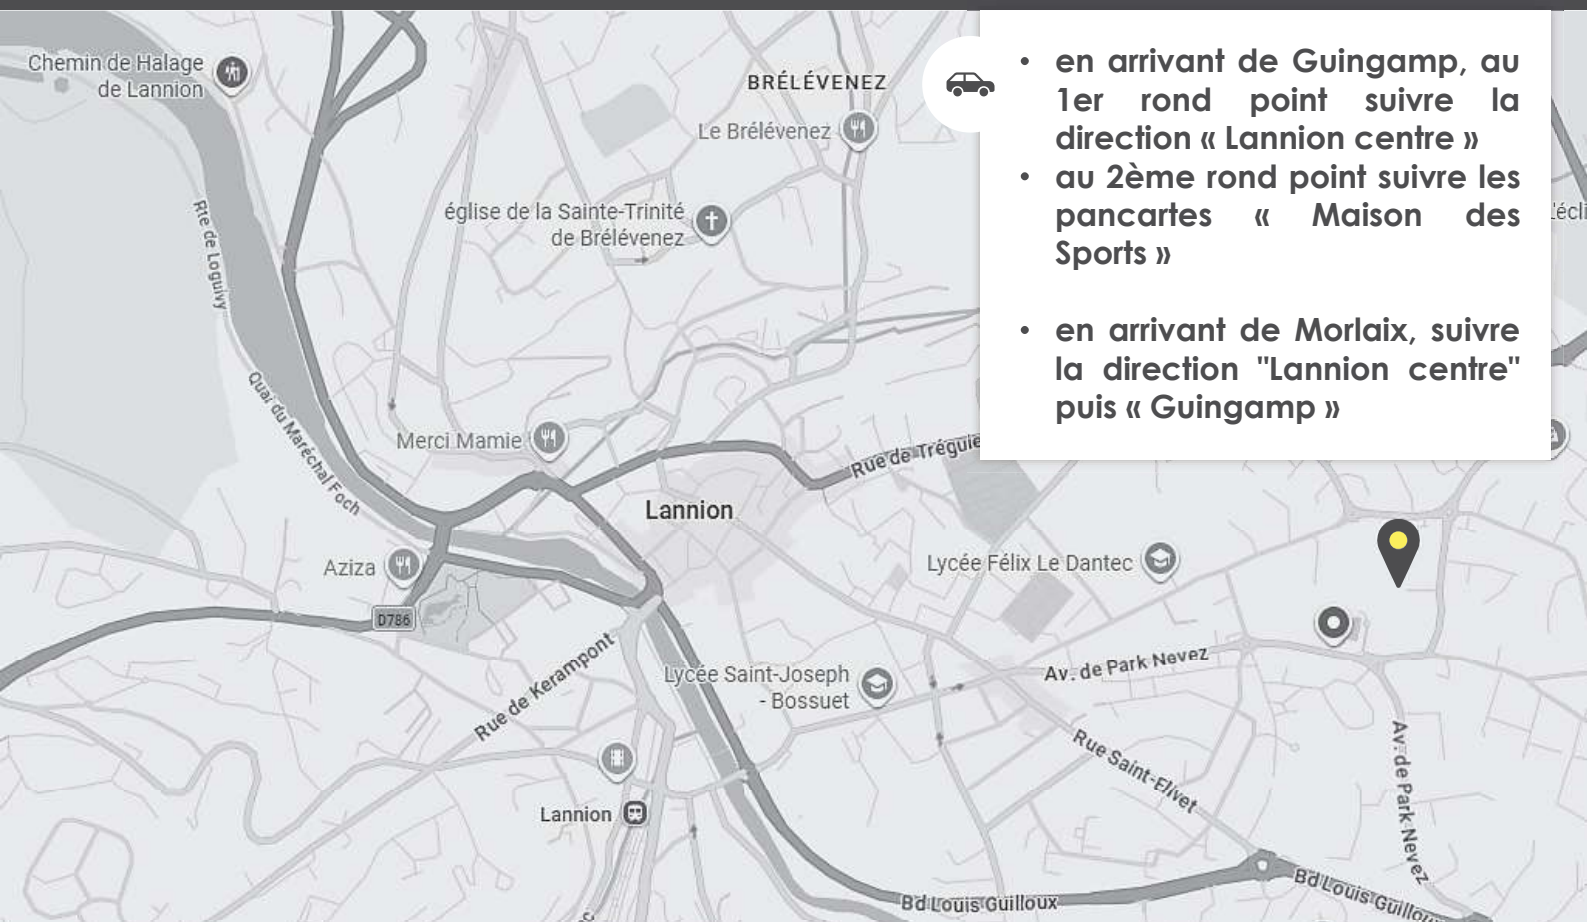 Chemin de Halage
de Lannion
BRÉLÉVENEZ
Le Brélévenez
église de la Sainte-Trinité
de Brélévenez
• en arrivant de Guingamp, au
1er rond point suivre la
direction « Lannion centre »
• au 2ème rond point suivre les
pancartes « Maison des
Sports »
• en arrivant de Morlaix, suivre
la direction "Lannion centre"
puis « Guingamp »
Rte de Loguivy
Quai du Maréchal Foch
Merci Mamie
Rue de Tréguie
Lannion
Aziza
D786
Lycée Félix Le Dantec
Rue de Kerampont
Lycée Saint-Joseph
- Bossuet
Av. de Park Nevez
Rue Saint-Elivet
Av. de Park Nevez
Lannion
Bd Louis Guilloux
Bd Louis Guilloux